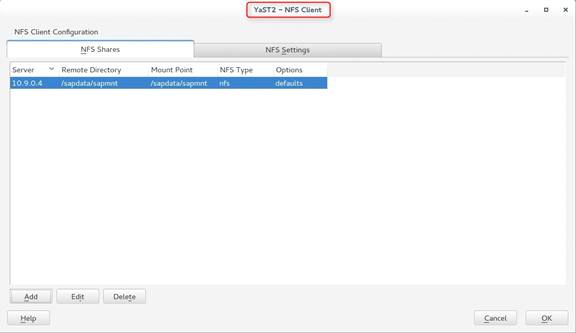 YaST2 - NFS Client
NFS Client Configuration
NFS Shares NFS Settings
Server Remote Directory Mount Point NFS Type Options
10.9.0.4 /sapdata/sapmnt /sapdata/sapmnt nfs defaults
Add Edit Delete
Help Cancel OK